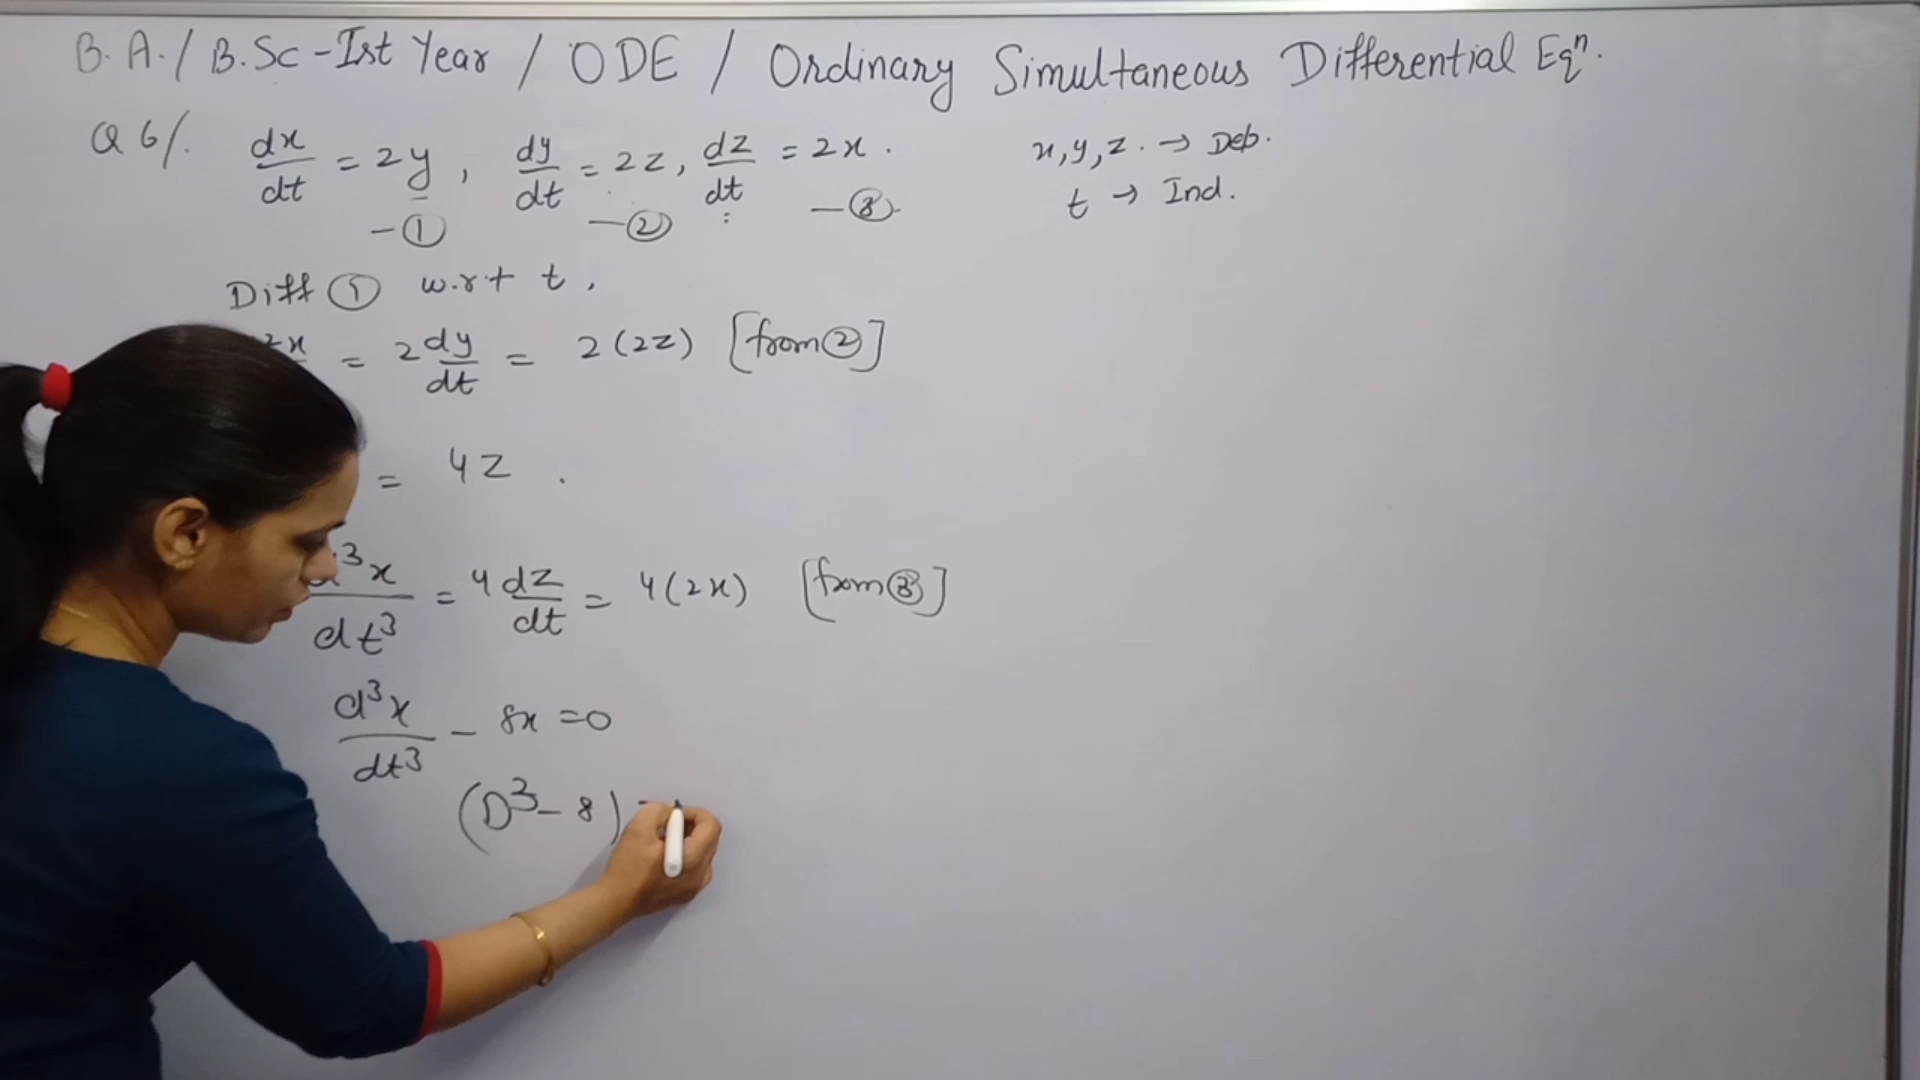 B.A./B.Sc-Ist Year / ODE / Ordinary Simultaneous Differential Eqⁿ.
Q6/. dx/dt = 2y, dy/dt = 2z, dz/dt = 2x. x,y,z. → Dep.
—① —② —③ t → Ind.
Diff ① w.r.t t,
²x = 2 dy/dt = 2(2z) [from②]
= 4z .
d³x/dt³ = 4 dz/dt = 4(2x) [from③]
d³x/dt³ - 8x = 0
(D³ - 8)